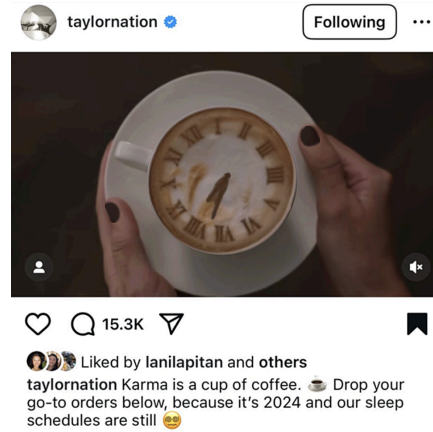 taylornation
Following
15.3K
Liked by lanilapitan and others
taylornation Karma is a cup of coffee. ☕ Drop your
go-to orders below, because it's 2024 and our sleep
schedules are still 😵‍💫